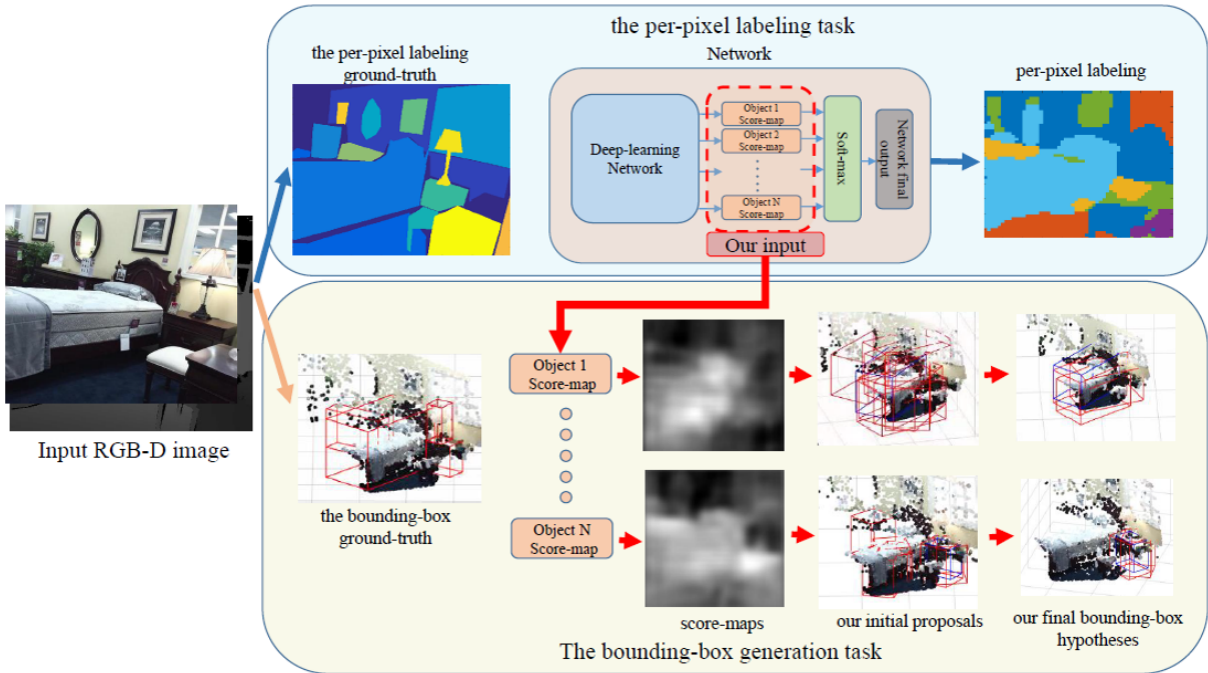 the per-pixel labeling task
the per-pixel labeling
ground-truth
Network
per-pixel labeling
Deep-learning
Network
Object 1
Score-map
Object 2
Score-map
Object N
Score-map
Soft-max
Network final
output
Our input
Input RGB-D image
the bounding-box
ground-truth
Object 1
Score-map
Object N
Score-map
score-maps
our initial proposals
our final bounding-box
hypotheses
The bounding-box generation task